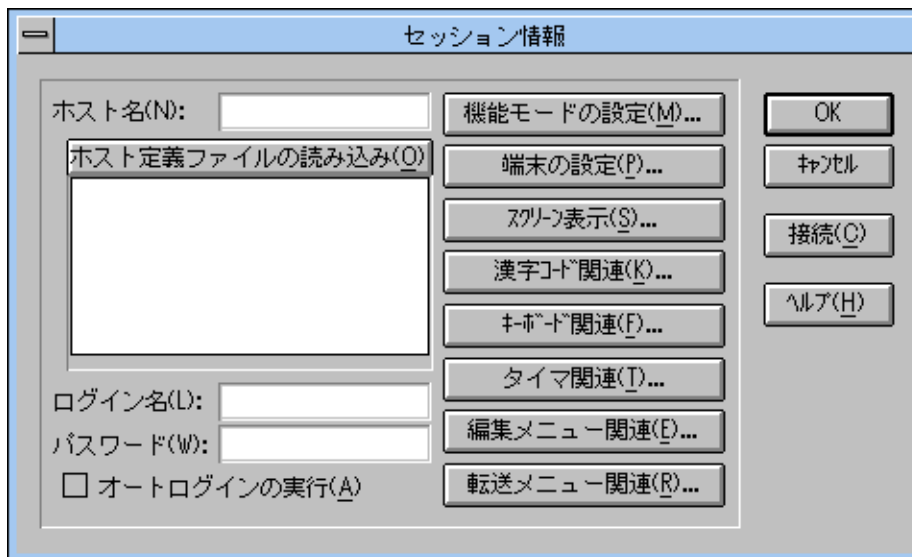 セッション情報
ホスト名(N):
ホスト定義ファイルの読み込み(O)
ログイン名(L):
パスワード(W):
オートログインの実行(A)
機能モードの設定(M)...
端末の設定(P)...
ｽｸﾘｰﾝ表示(S)...
漢字ｺｰﾄﾞ関連(K)...
ｷｰﾎﾞｰﾄﾞ関連(F)...
タイマ関連(T)...
編集メニュー関連(E)...
転送メニュー関連(R)...
OK
ｷｬﾝｾﾙ
接続(C)
ﾍﾙﾌﾟ(H)